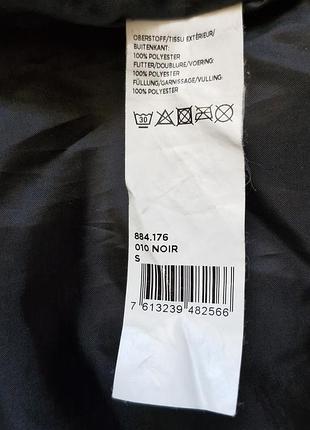 OBERSTOFF/TISSU EXTÉRIEUR/
BUITENKANT:
100% POLYESTER
FUTTER/DOUBLURE/VOERING:
100% POLYESTER
FÜLLUNG/GARNISSAGE/VULLING:
100% POLYESTER
30
884.176
010 NOIR
S
7 613239 482566